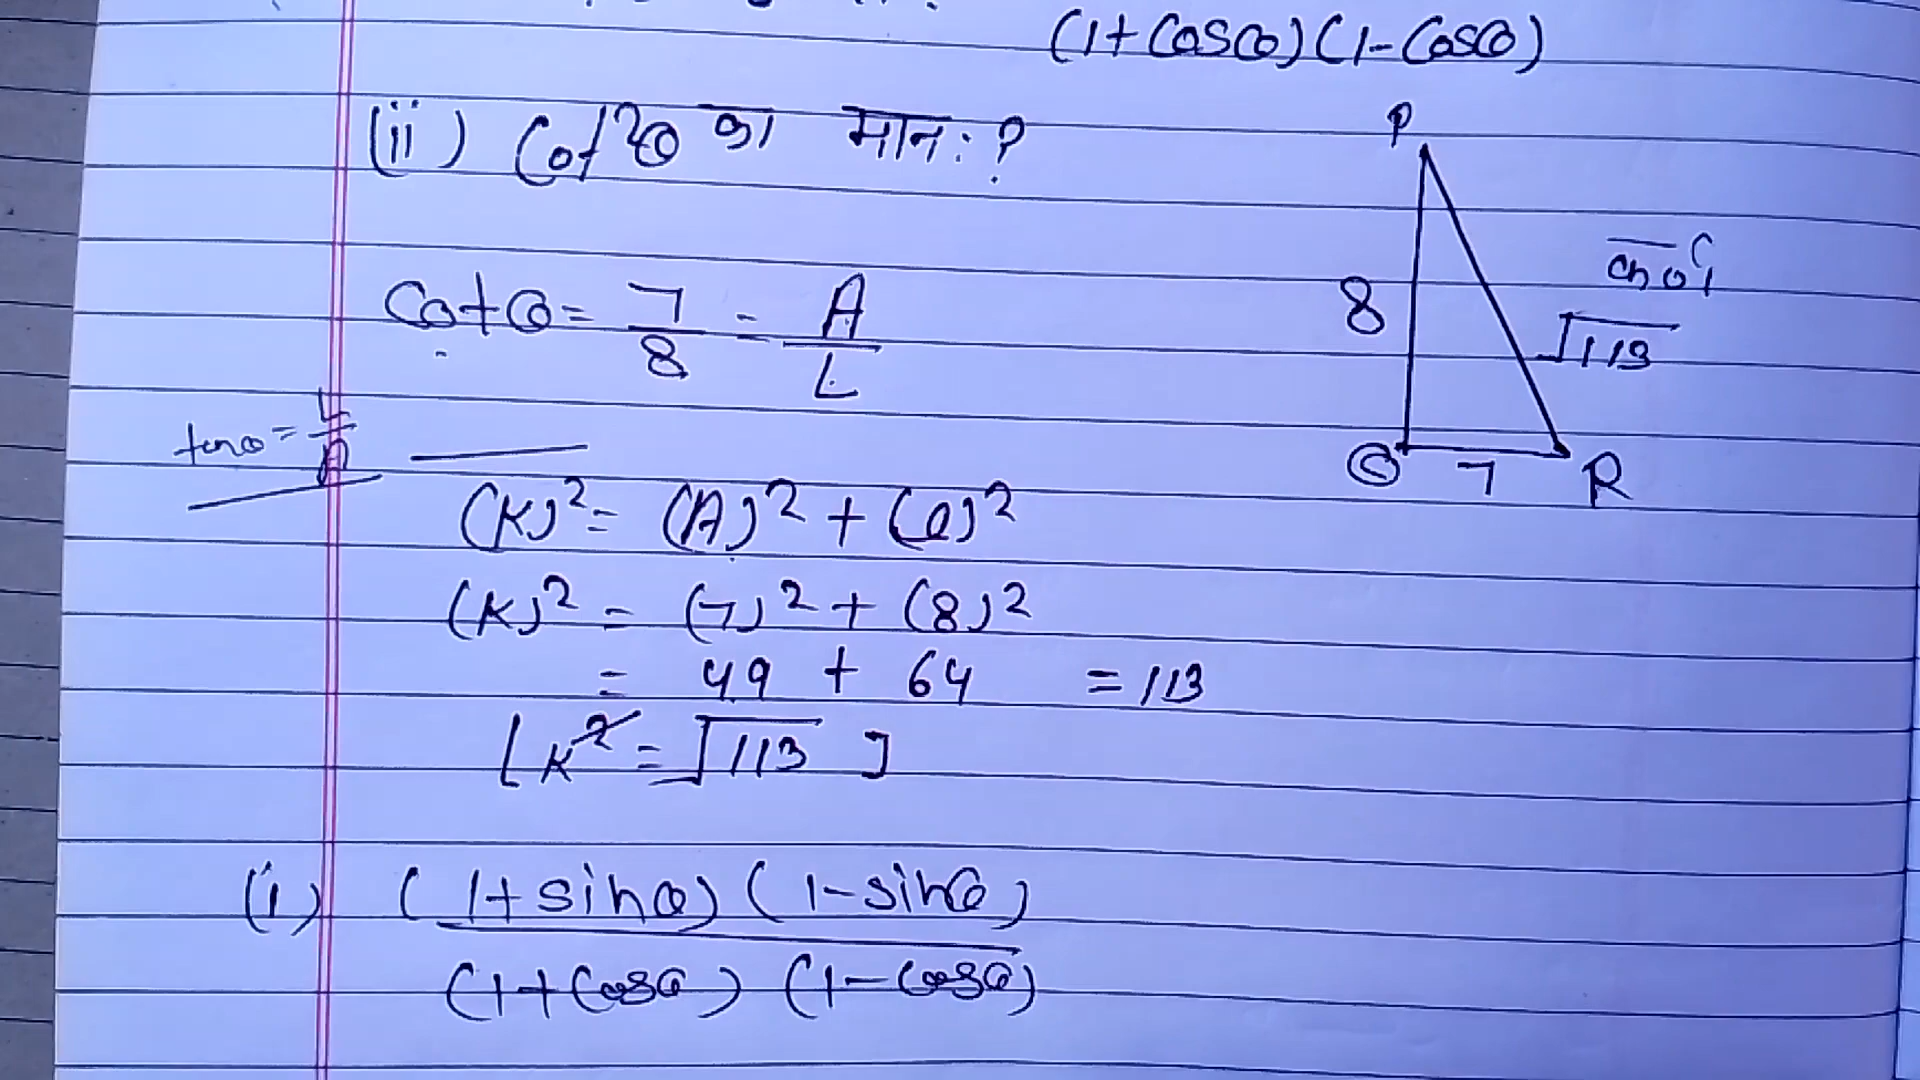 (1+Cosθ)(1-Cosθ)
(ii) Cot²θ का मान:?
P
Cotθ = 7/8 = A/L
8
कर्ण
√113
tanθ = L/A
Q 7 R
(K)² = (A)² + (L)²
(K)² = (7)² + (8)²
= 49 + 64 = 113
[K² = √113]
(i) (1+sinθ)(1-sinθ)
(1+Cosθ)(1-Cosθ)